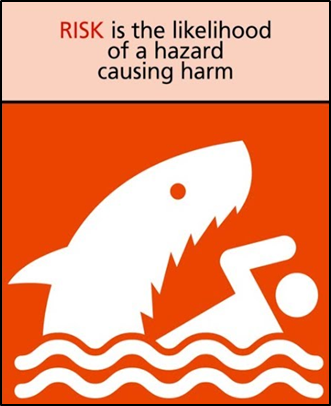 RISK is the likelihood
of a hazard
causing harm